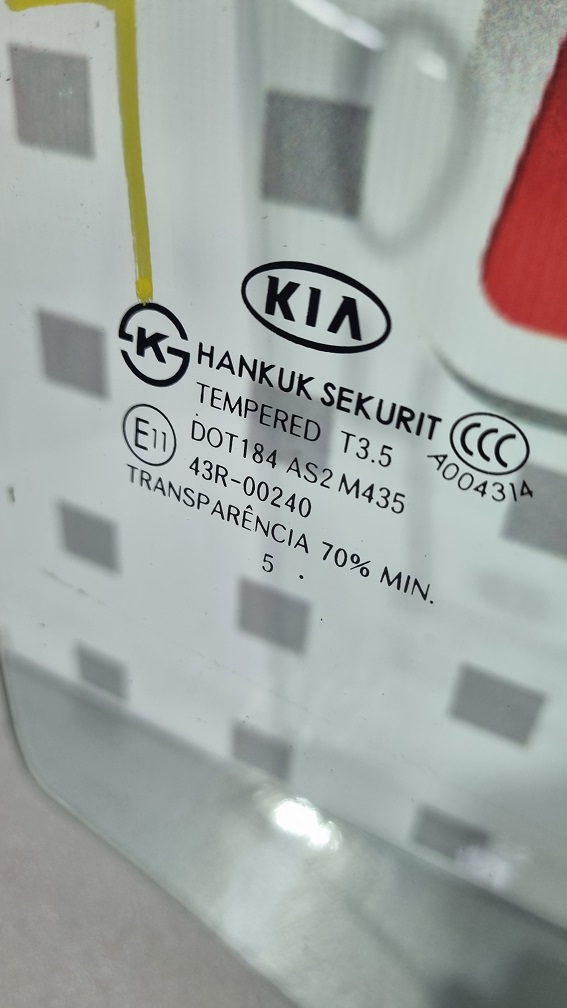 KIA
K HANKUK SEKURIT
TEMPERED T3.5 CCC
E11 DOT184 AS2 M435 A004314
43R-00240
TRANSPARÊNCIA 70% MIN.
5 .